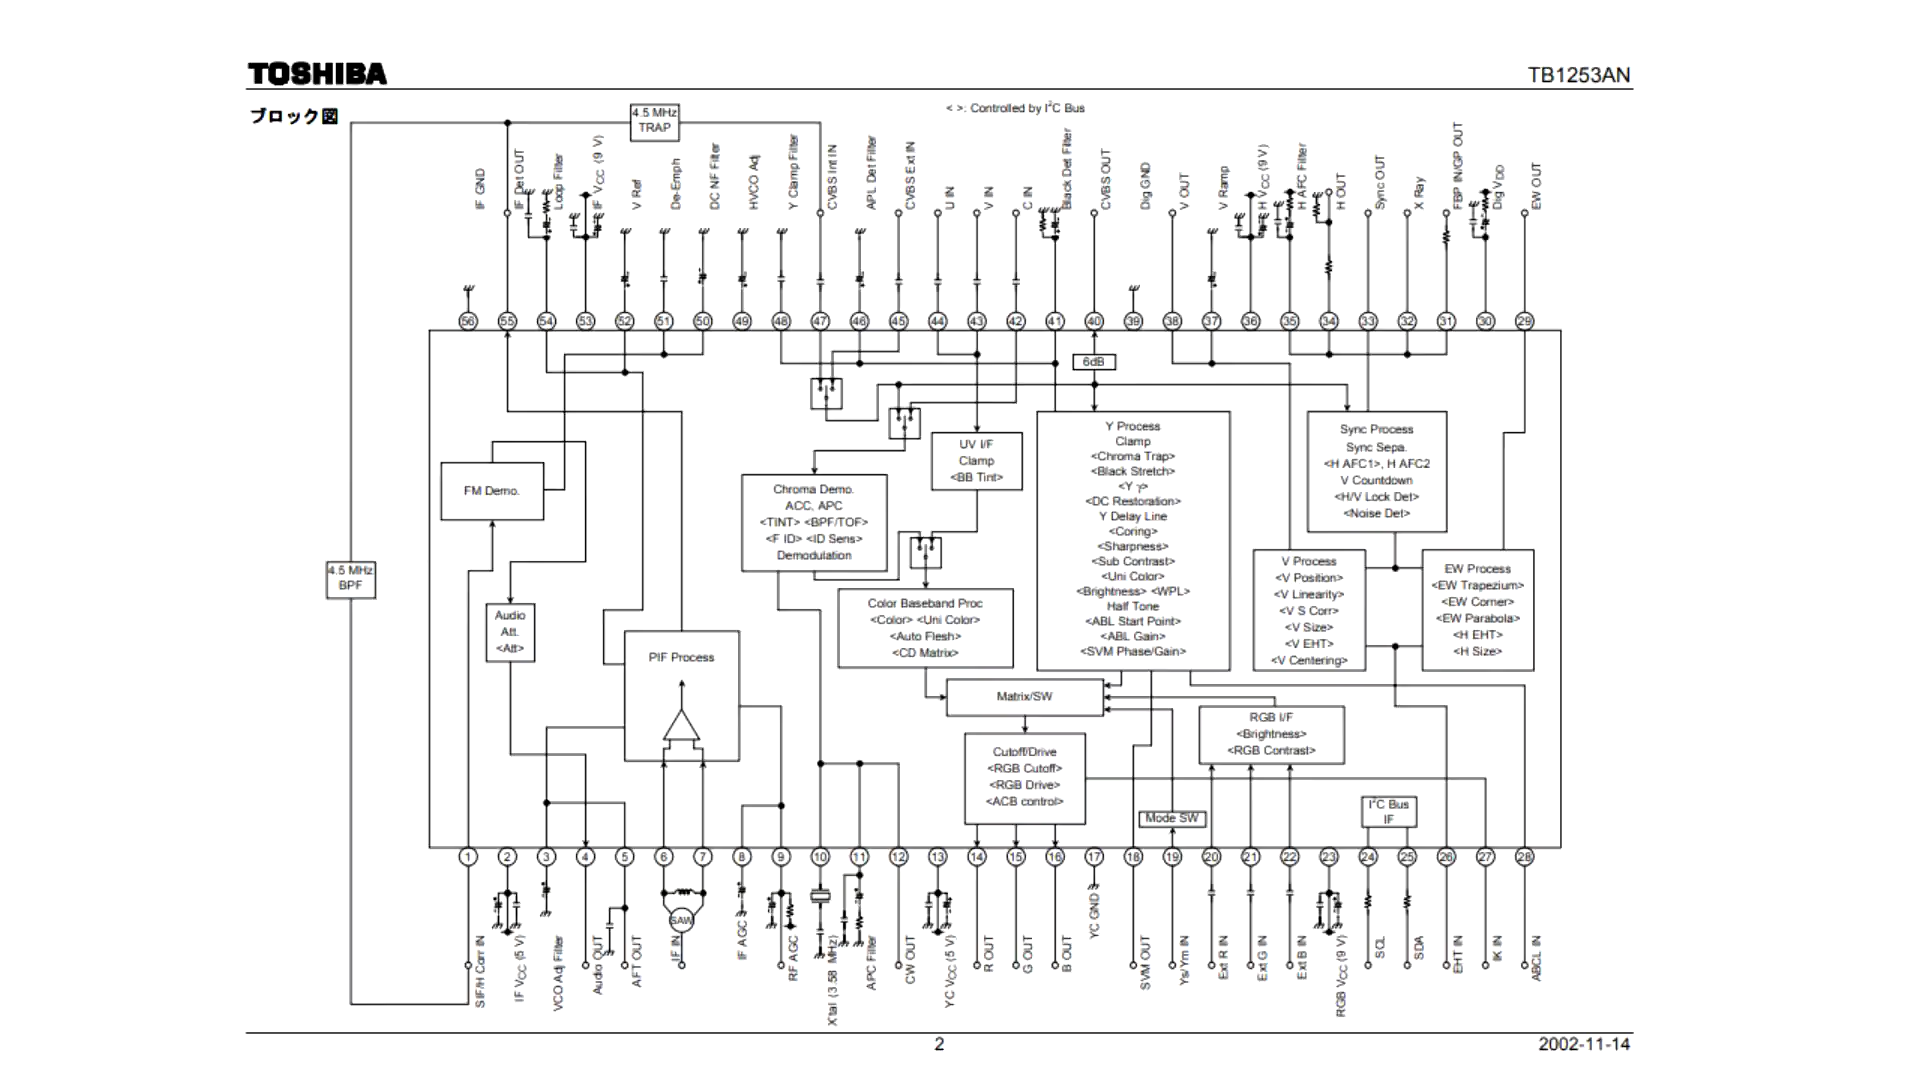 TOSHIBA
TB1253AN
ブロック図
< >: Controlled by I²C Bus
4.5 MHz
TRAP
IF GND
IF Det OUT
Loop Filter
IF VCC (9 V)
V Ref
De-Emph
DC NF Filter
HVCO Adj
Y Clamp Filter
CVBS Int IN
APL Det Filter
CVBS Ext IN
U IN
V IN
C IN
Black Det Filter
CVBS OUT
Dig GND
V OUT
V Ramp
H VCC (9 V)
H AFC Filter
H OUT
Sync OUT
X Ray
FBP IN/GP OUT
Dig VDD
EW OUT
56 55 54 53 52 51 50 49 48 47 46 45 44 43 42 41 40 39 38 37 36 35 34 33 32 31 30 29
6dB
FM Demo.
Audio
Att.
<Att>
4.5 MHz
BPF
PIF Process
Chroma Demo.
ACC, APC
<TINT> <BPF/TOF>
<F ID> <ID Sens>
Demodulation
UV I/F
Clamp
<BB Tint>
Color Baseband Proc
<Color> <Uni Color>
<Auto Flesh>
<CD Matrix>
Y Process
Clamp
<Chroma Trap>
<Black Stretch>
<Y γ>
<DC Restoration>
Y Delay Line
<Coring>
<Sharpness>
<Sub Contrast>
<Uni Color>
<Brightness> <WPL>
Half Tone
<ABL Start Point>
<ABL Gain>
<SVM Phase/Gain>
Sync Process
Sync Sepa.
<H AFC1>, H AFC2
V Countdown
<H/V Lock Det>
<Noise Det>
V Process
<V Position>
<V Linearity>
<V S Corr>
<V Size>
<V EHT>
<V Centering>
EW Process
<EW Trapezium>
<EW Corner>
<EW Parabola>
<H EHT>
<H Size>
Matrix/SW
RGB I/F
<Brightness>
<RGB Contrast>
Cutoff/Drive
<RGB Cutoff>
<RGB Drive>
<ACB control>
Mode SW
I²C Bus
IF
1 2 3 4 5 6 7 8 9 10 11 12 13 14 15 16 17 18 19 20 21 22 23 24 25 26 27 28
SAW
SIF/H Corr IN
IF VCC (5 V)
VCO Adj Filter
Audio OUT
AFT OUT
IF IN
IF AGC
RF AGC
X'tal (3.58 MHz)
APC Filter
CW OUT
YC VCC (5 V)
R OUT
G OUT
B OUT
YC GND
SVM OUT
Ys/Ym IN
Ext R IN
Ext G IN
Ext B IN
RGB VCC (9 V)
SCL
SDA
EHT IN
IK IN
ABCL IN
2
2002-11-14